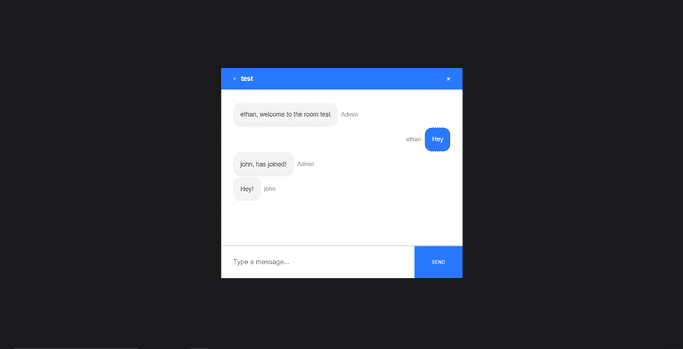 test
×
ethan, welcome to the room test Admin
ethan Hey
john, has joined! Admin
Hey! john
Type a message...
SEND